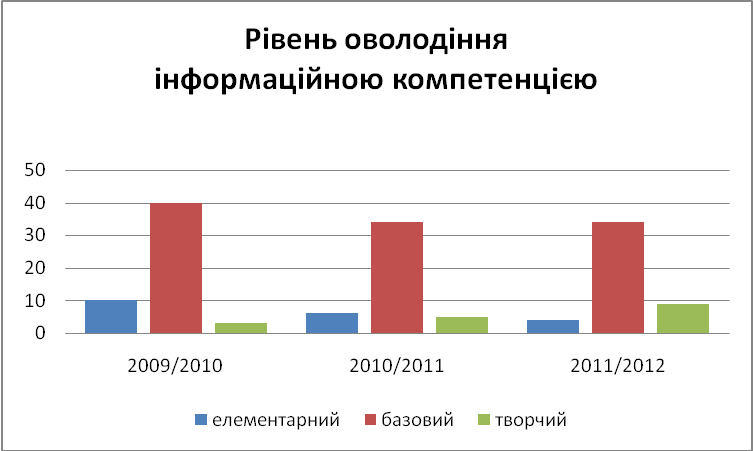 Рівень оволодіння
інформаційною компетенцією
50
40
30
20
10
0
2009/2010 2010/2011 2011/2012
елементарний базовий творчий